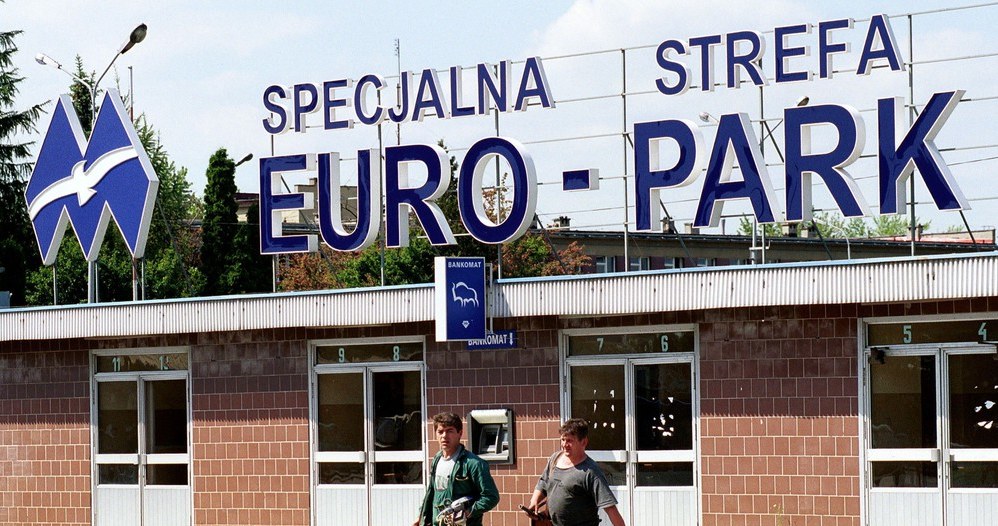 SPECJALNA STREFA
EURO-PARK
BANKOMAT
BANKOMAT
11
9 8
7 6
5 4